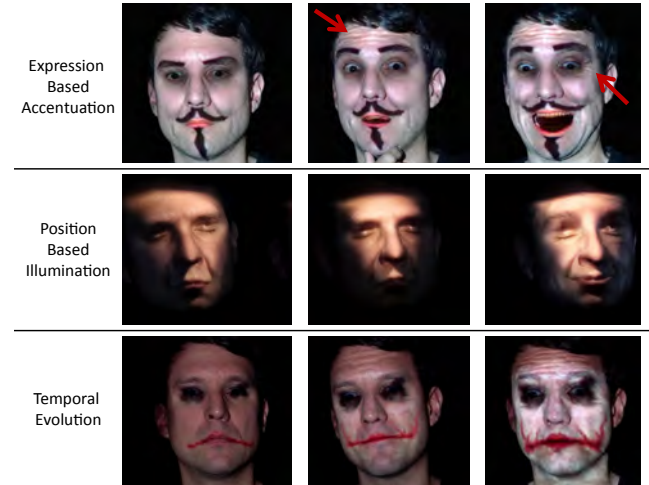 Expression
Based
Accentuation
Position
Based
Illumination
Temporal
Evolution